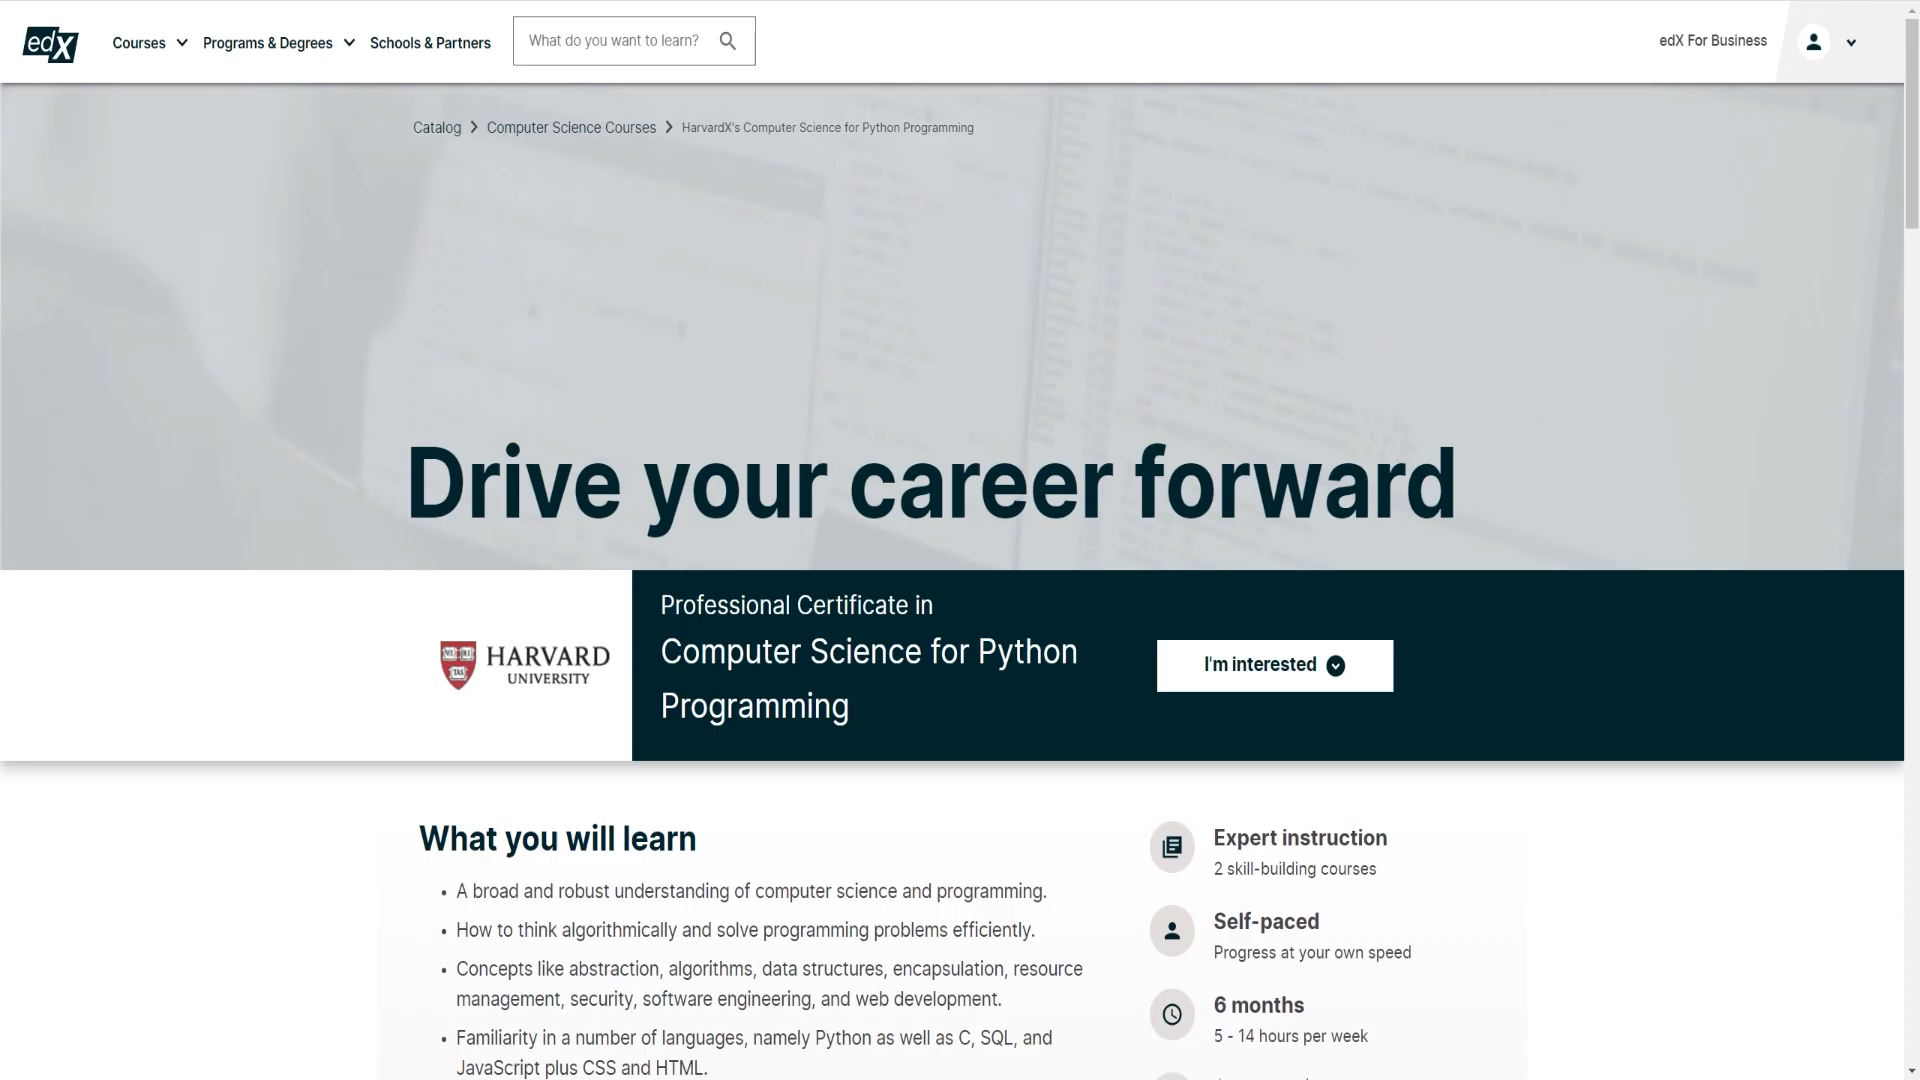 edX
Courses
Programs & Degrees
Schools & Partners
What do you want to learn?
edX For Business
Catalog
Computer Science Courses
HarvardX's Computer Science for Python Programming
Drive your career forward
HARVARD
UNIVERSITY
Professional Certificate in
Computer Science for Python
Programming
I'm interested
What you will learn
• A broad and robust understanding of computer science and programming.
• How to think algorithmically and solve programming problems efficiently.
• Concepts like abstraction, algorithms, data structures, encapsulation, resource
management, security, software engineering, and web development.
• Familiarity in a number of languages, namely Python as well as C, SQL, and
JavaScript plus CSS and HTML.
Expert instruction
2 skill-building courses
Self-paced
Progress at your own speed
6 months
5 - 14 hours per week